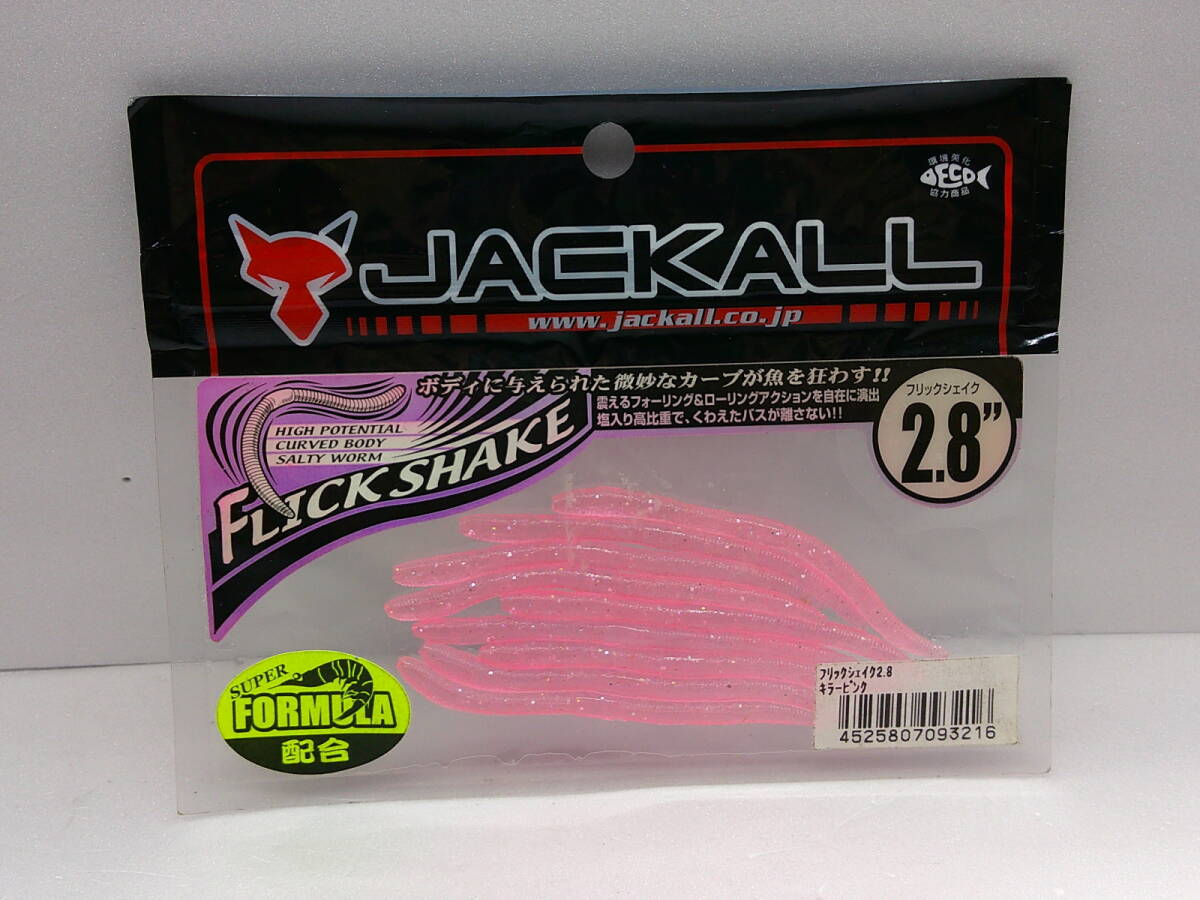 環境美化
ECO
協力商品
JACKALL
www.jackall.co.jp
ボディに与えられた微妙なカーブが魚を狂わす!!
震えるフォーリング&ローリングアクションを自在に演出
塩入り高比重で、くわえたバスが離さない!!
フリックシェイク
2.8”
HIGH POTENTIAL
CURVED BODY
SALTY WORM
FLICK SHAKE
SUPER
FORMULA
配合
フリックシェイク2.8
キラーピンク
4525807093216